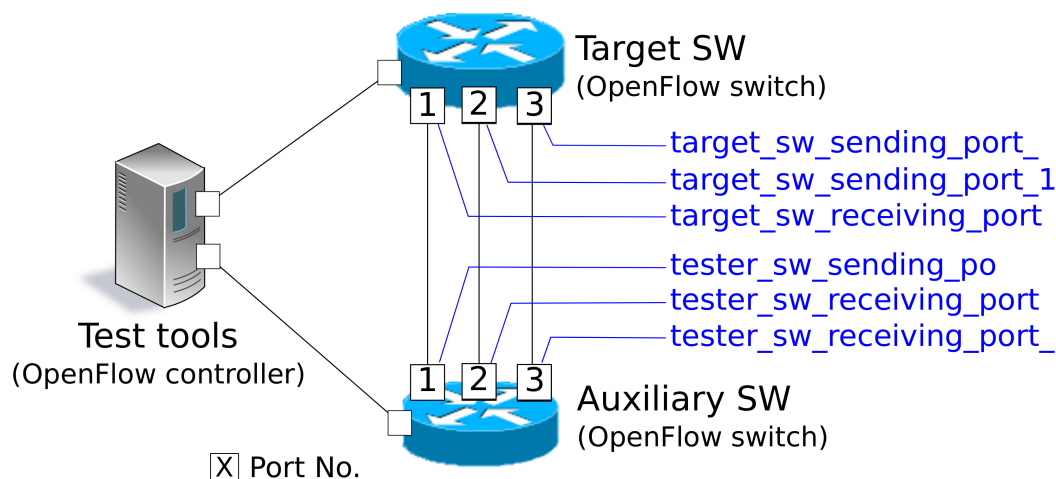 Target SW
(OpenFlow switch)
1 2 3
target_sw_sending_port_
target_sw_sending_port_1
target_sw_receiving_port
tester_sw_sending_po
tester_sw_receiving_port
tester_sw_receiving_port_
Test tools
(OpenFlow controller)
1 2 3
Auxiliary SW
(OpenFlow switch)
X Port No.